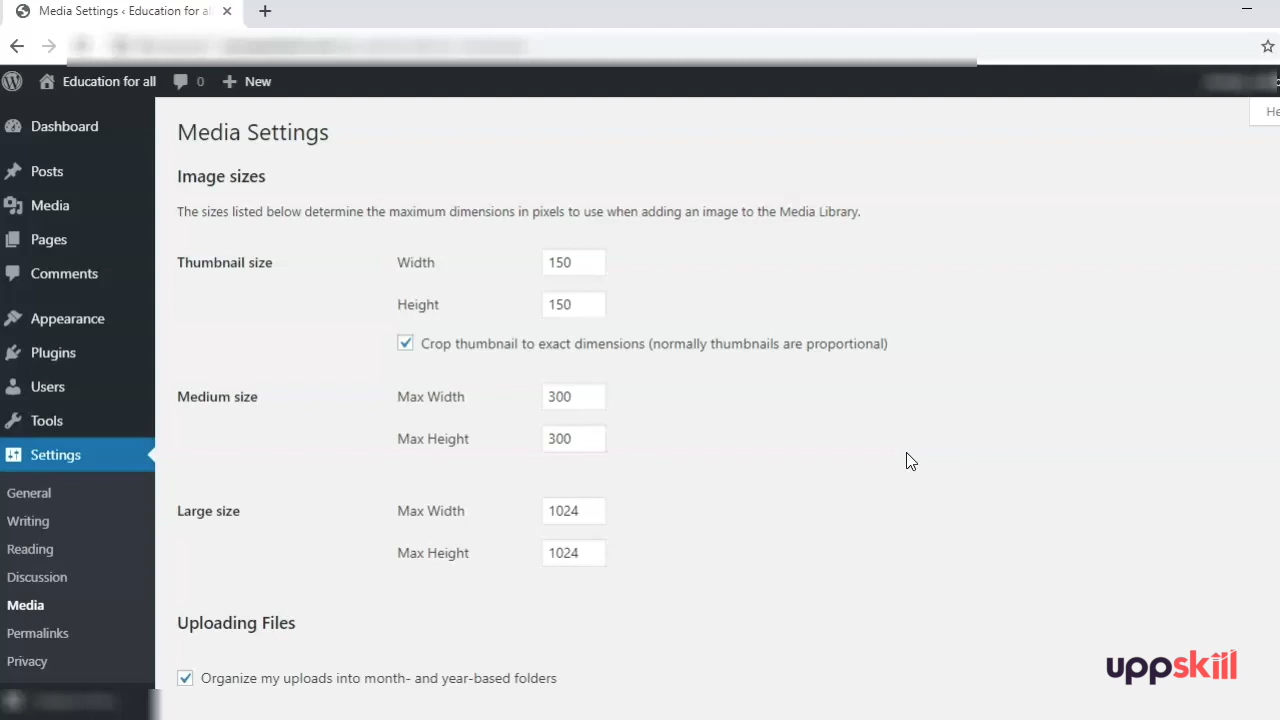 Media Settings ‹ Education for al
Education for all
0
New
He
Dashboard
Posts
Media
Pages
Comments
Appearance
Plugins
Users
Tools
Settings
General
Writing
Reading
Discussion
Media
Permalinks
Privacy
Media Settings
Image sizes
The sizes listed below determine the maximum dimensions in pixels to use when adding an image to the Media Library.
Thumbnail size
Width 150
Height 150
Crop thumbnail to exact dimensions (normally thumbnails are proportional)
Medium size
Max Width 300
Max Height 300
Large size
Max Width 1024
Max Height 1024
Uploading Files
Organize my uploads into month- and year-based folders
uppskill